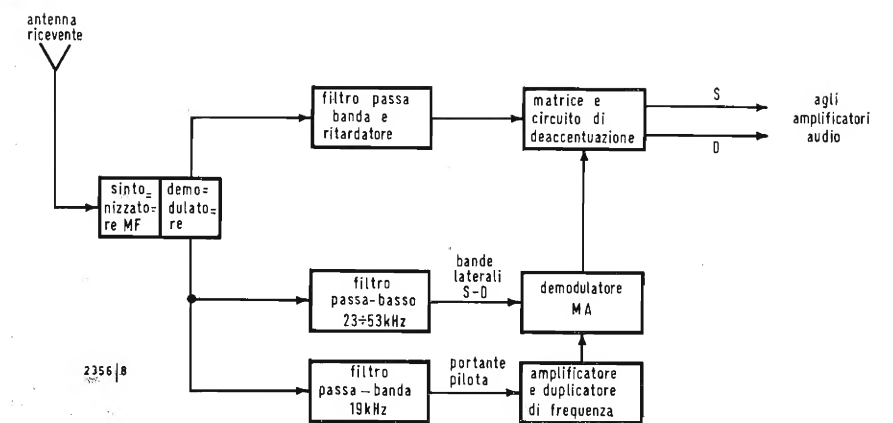 antenna
ricevente
filtro passa
banda e
ritardatore
matrice e
circuito di
deaccentuazione
S
D
agli
amplificatori
audio
sinto=
nizzato=
re MF
demo=
dulato=
re
filtro
passa-basso
23÷53kHz
bande
laterali
S-D
demodulatore
MA
filtro
passa-banda
19kHz
portante
pilota
amplificatore
e duplicatore
di frequenza
2356|8